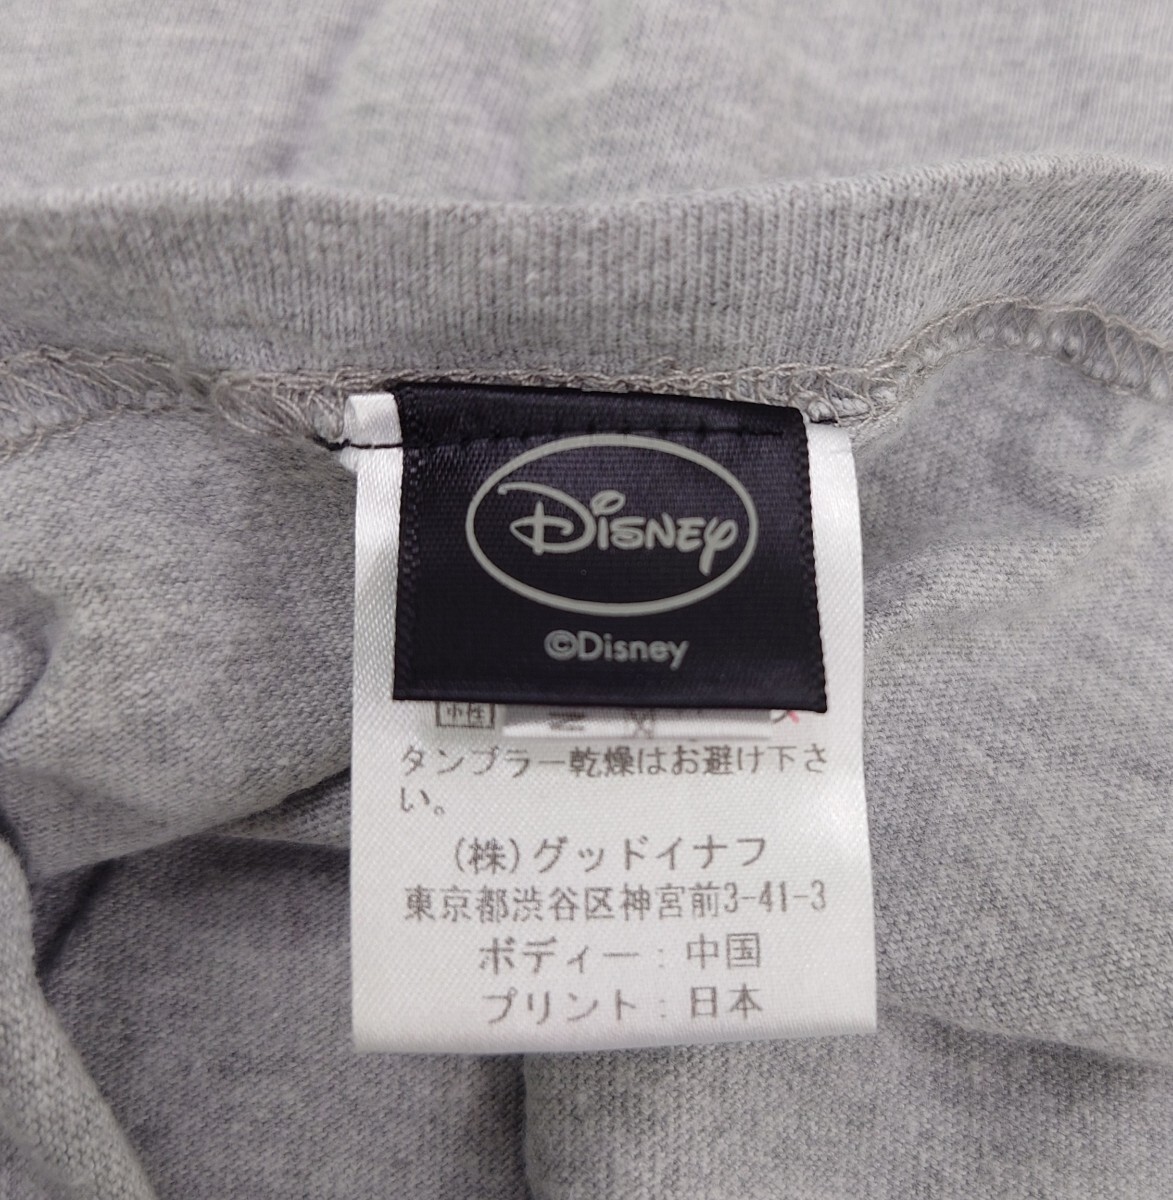 Disney
©Disney
タンブラー乾燥はお避け下さ
い。
(株)グッドイナフ
東京都渋谷区神宮前3-41-3
ボディー:中国
プリント:日本